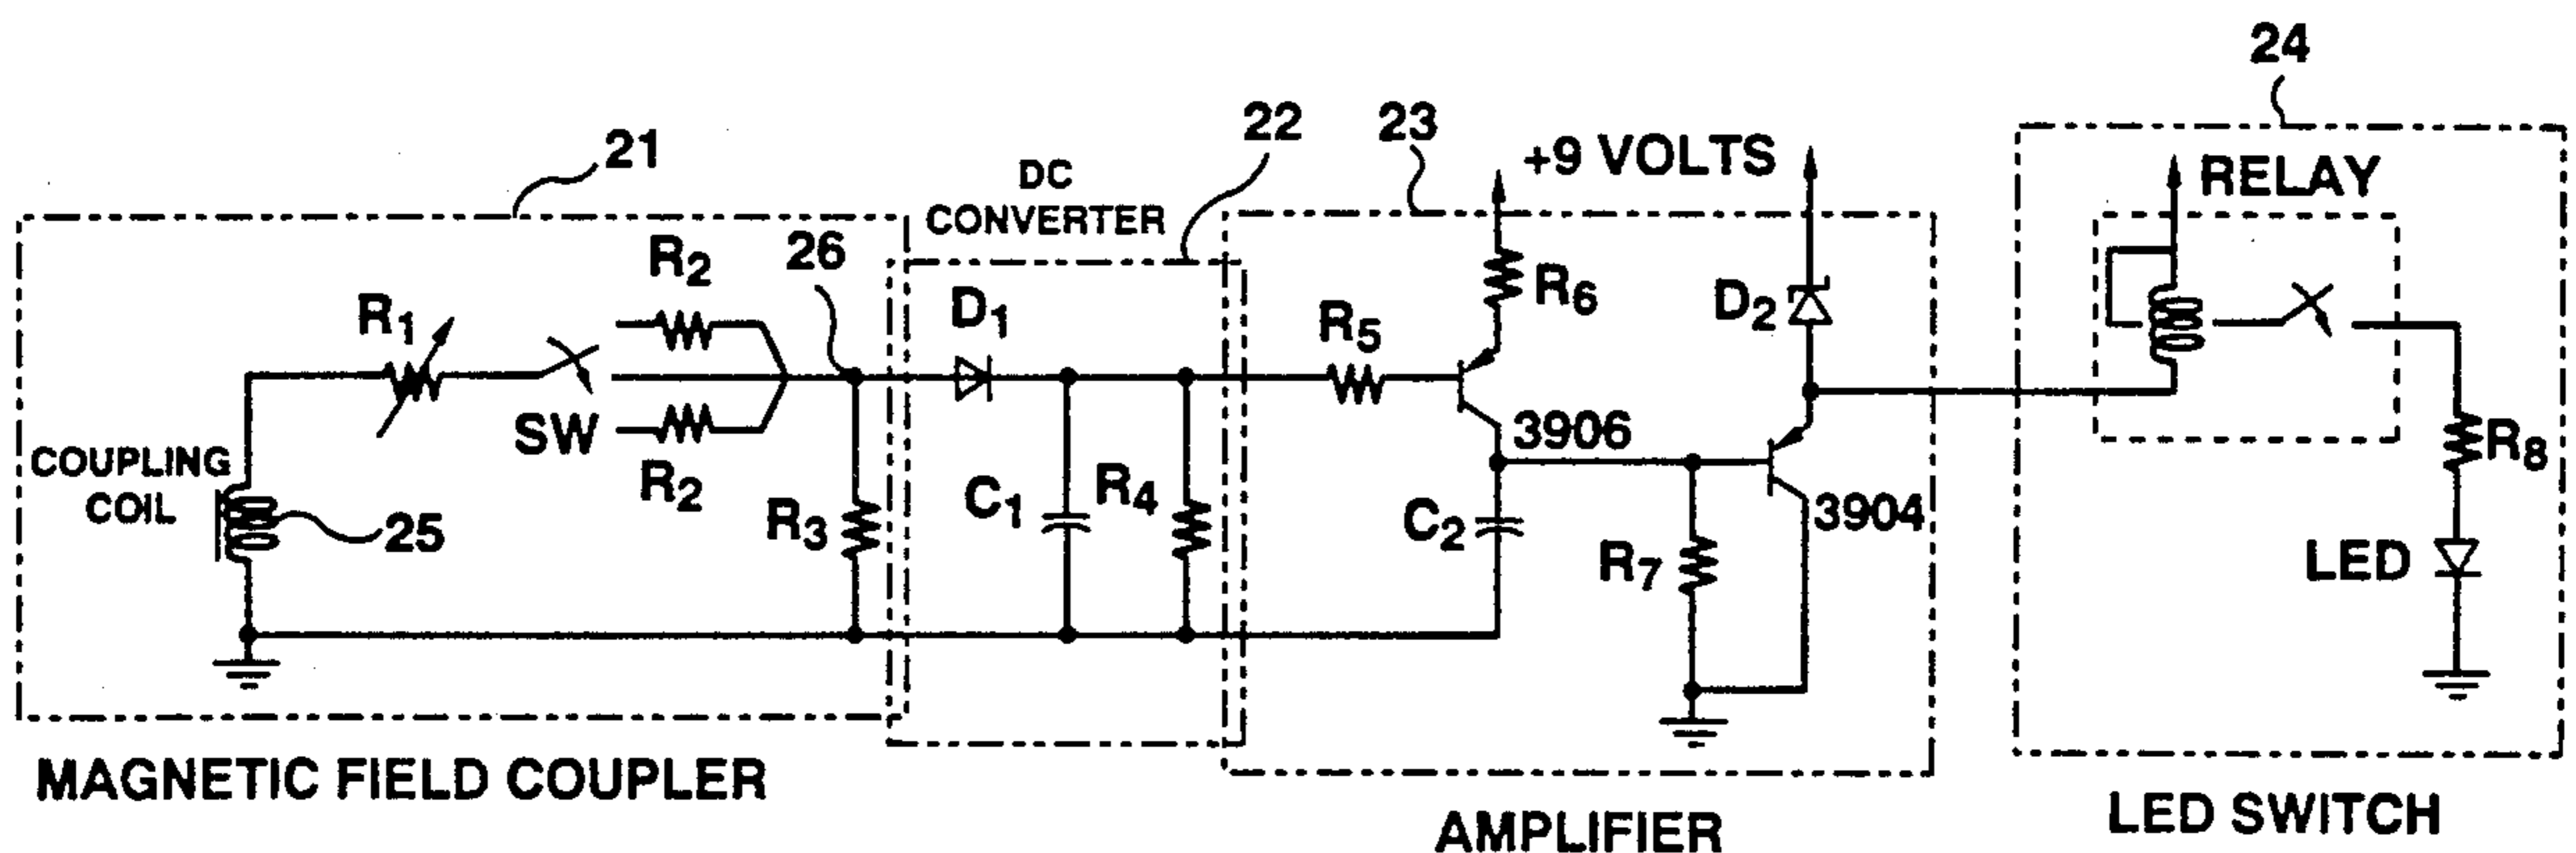 24
21
22
23
+9 VOLTS
DC
CONVERTER
RELAY
R2
26
R1
D1
R5
R6
D2
SW
COUPLING
COIL
25
R2
R3
C1
R4
3906
C2
R7
3904
R8
LED
MAGNETIC FIELD COUPLER
AMPLIFIER
LED SWITCH